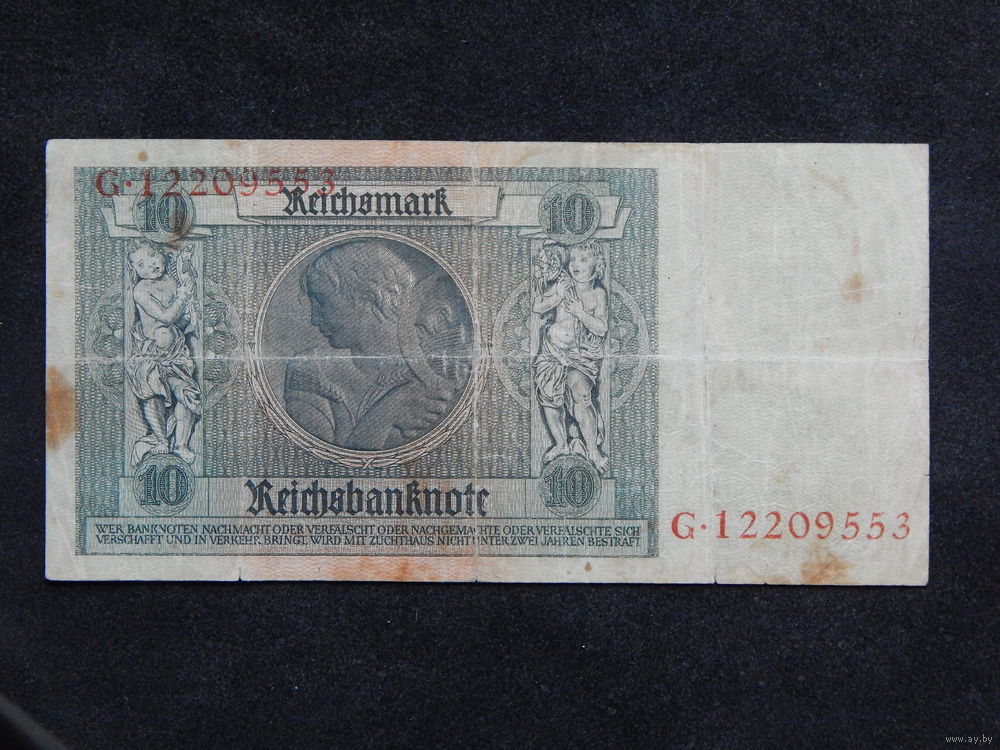 G·12209553
10 Reichsmark 10
10 Reichsbanknote 10
WER BANKNOTEN NACHMACHT ODER VERFÄLSCHT ODER NACHGEMACHTE ODER VERFÄLSCHTE SICH
VERSCHAFFT UND IN VERKEHR BRINGT, WIRD MIT ZUCHTHAUS NICHT UNTER ZWEI JAHREN BESTRAFT
G·12209553
www.ay.by